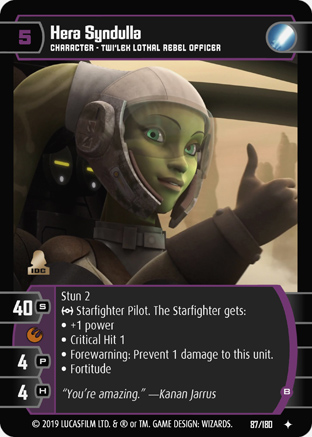 5
Hera Syndulla
CHARACTER - TWI'LEK LOTHAL REBEL OFFICER
IDC
40 S
4 P
4 H
Stun 2
Starfighter Pilot. The Starfighter gets:
• +1 power
• Critical Hit 1
• Forewarning: Prevent 1 damage to this unit.
• Fortitude
"You're amazing." —Kanan Jarrus
B
© 2019 LUCASFILM LTD. & ® or TM. GAME DESIGN: WIZARDS. 87/180